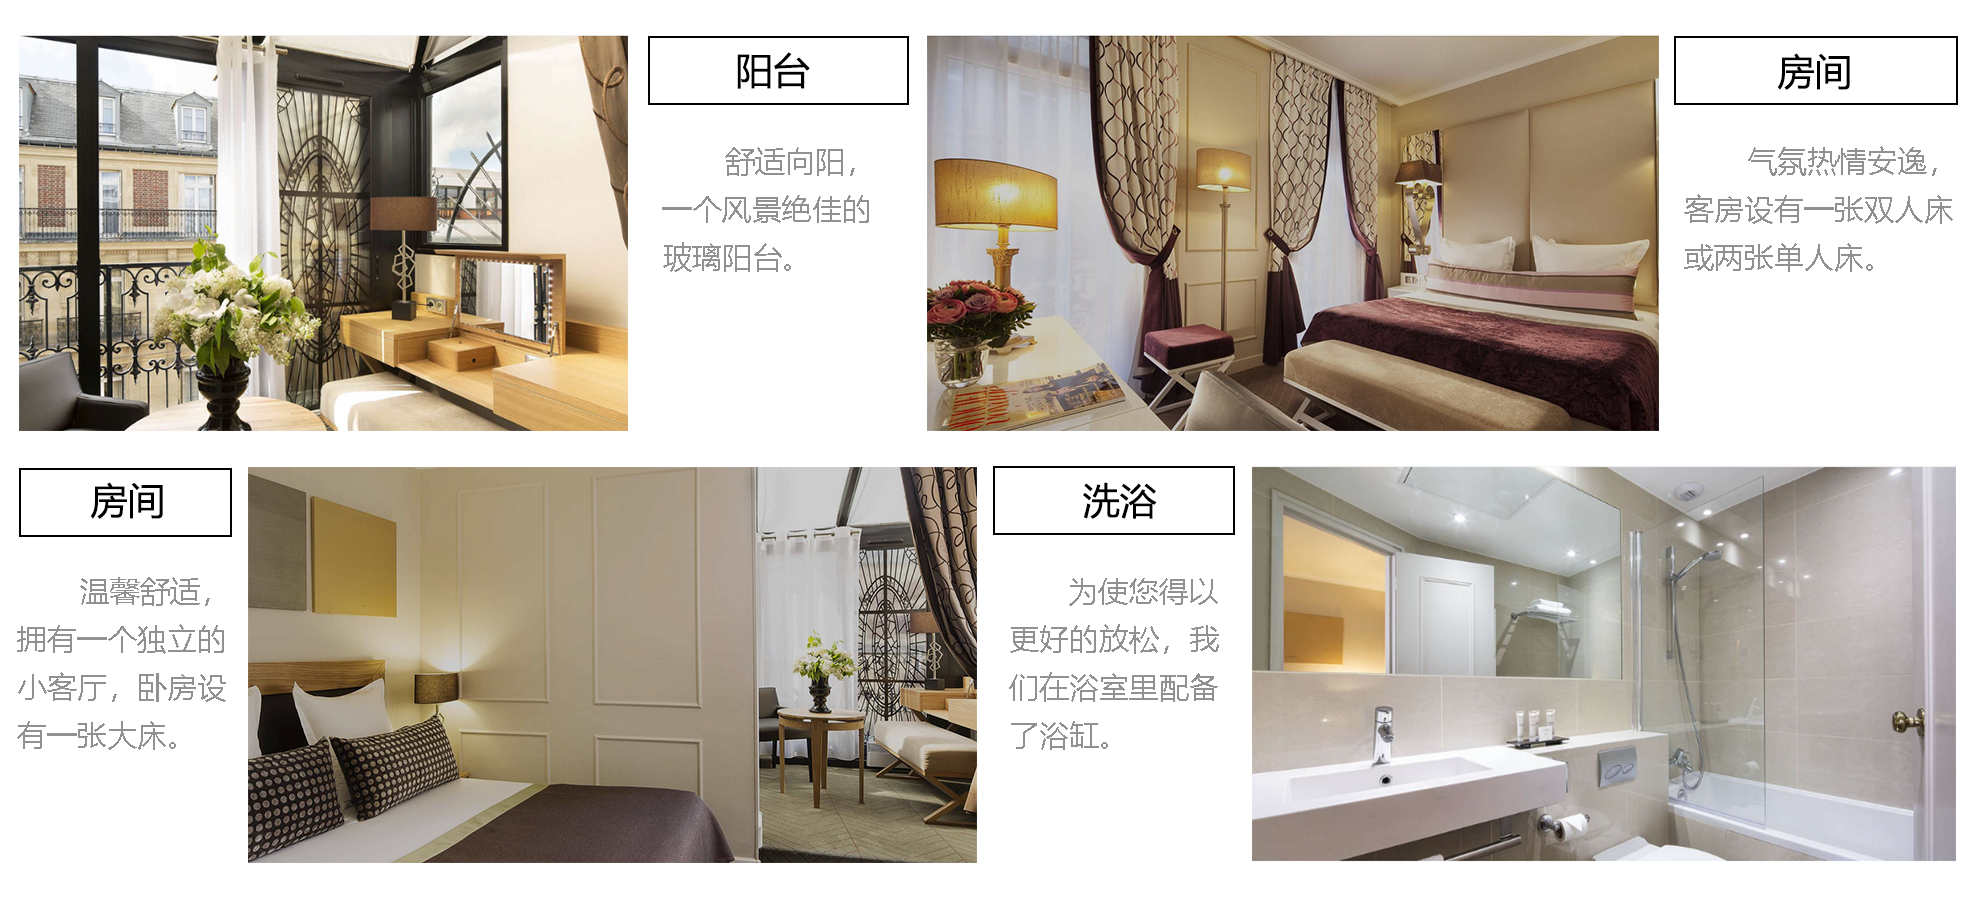 阳台
舒适向阳，
一个风景绝佳的
玻璃阳台。
房间
气氛热情安逸，
客房设有一张双人床
或两张单人床。
房间
温馨舒适，
拥有一个独立的
小客厅，卧房设
有一张大床。
洗浴
为使您得以
更好的放松，我
们在浴室里配备
了浴缸。